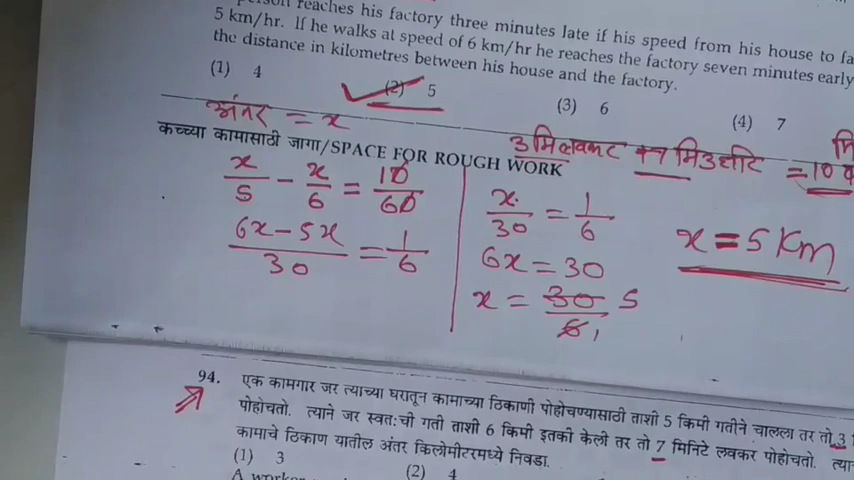 person reaches his factory three minutes late if his speed from his house to
5 km/hr. If he walks at speed of 6 km/hr he reaches the factory seven minutes early
the distance in kilometres between his house and the factory.
(1) 4 (2) 5 (3) 6 (4) 7
अंतर = x
कच्च्या कामासाठी जागा/SPACE FOR ROUGH WORK
3 मि लवकर +7 मि उशीरा = 10
x/5 - x/6 = 10/60
6x-5x/30 = 1/6
x/30 = 1/6
6x = 30
x = 30/6 5 1
x = 5 Km
94. एक कामगार जर त्याच्या घरातून कामाच्या ठिकाणी पोहोचण्यासाठी ताशी 5 किमी गतीने चालला तर तो 3
पोहोचतो. त्याने जर स्वतःची गती ताशी 6 किमी इतकी केली तर तो 7 मिनिटे लवकर पोहोचतो.
कामाचे ठिकाण यातील अंतर किलोमीटरमध्ये निवडा.
(1) 3 (2) 4